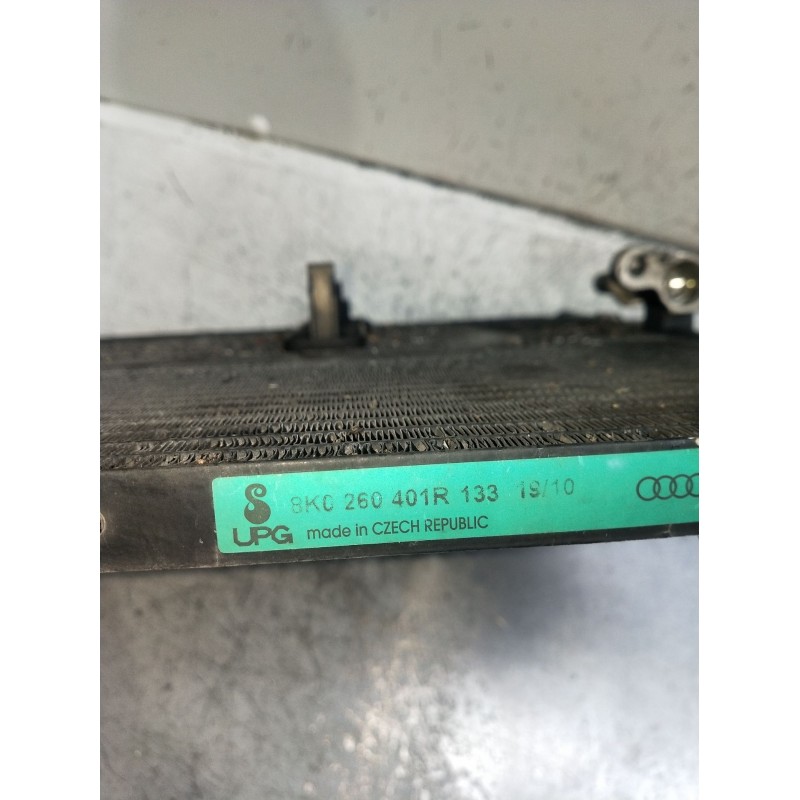 8K0 260 401R 133 19/10
UPG made in CZECH REPUBLIC